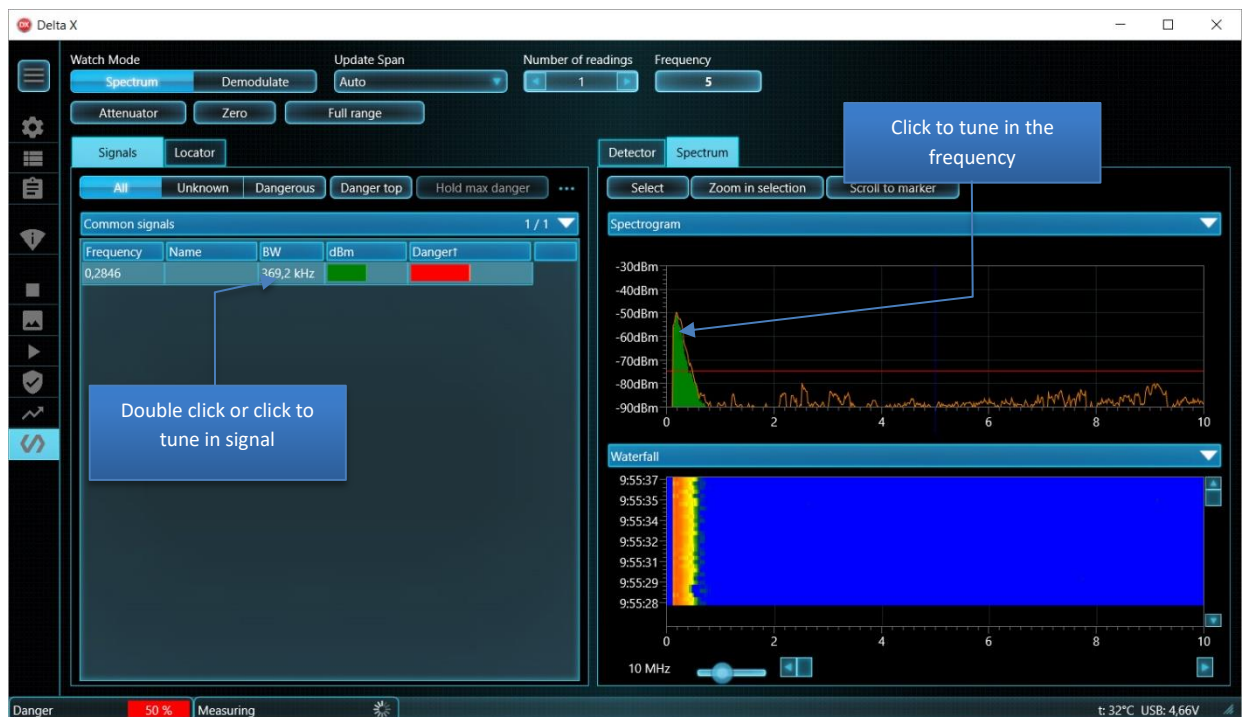 Delta X
Watch Mode
Update Span
Number of readings
Frequency
Spectrum
Demodulate
Auto
1
5
Attenuator
Zero
Full range
Click to tune in the
frequency
Signals
Locator
Detector
Spectrum
All
Unknown
Dangerous
Danger top
Hold max danger
...
Select
Zoom in selection
Scroll to marker
Common signals
1 / 1
Spectrogram
Frequency
Name
BW
dBm
Danger↑
0,2846
369,2 kHz
-30dBm
-40dBm
-50dBm
-60dBm
-70dBm
-80dBm
-90dBm
0
2
4
6
8
10
Double click or click to
tune in signal
Waterfall
9:55:37
9:55:35
9:55:34
9:55:32
9:55:31
9:55:29
9:55:28
0
2
4
6
8
10
10 MHz
Danger
50 %
Measuring
t: 32°C USB: 4,66V